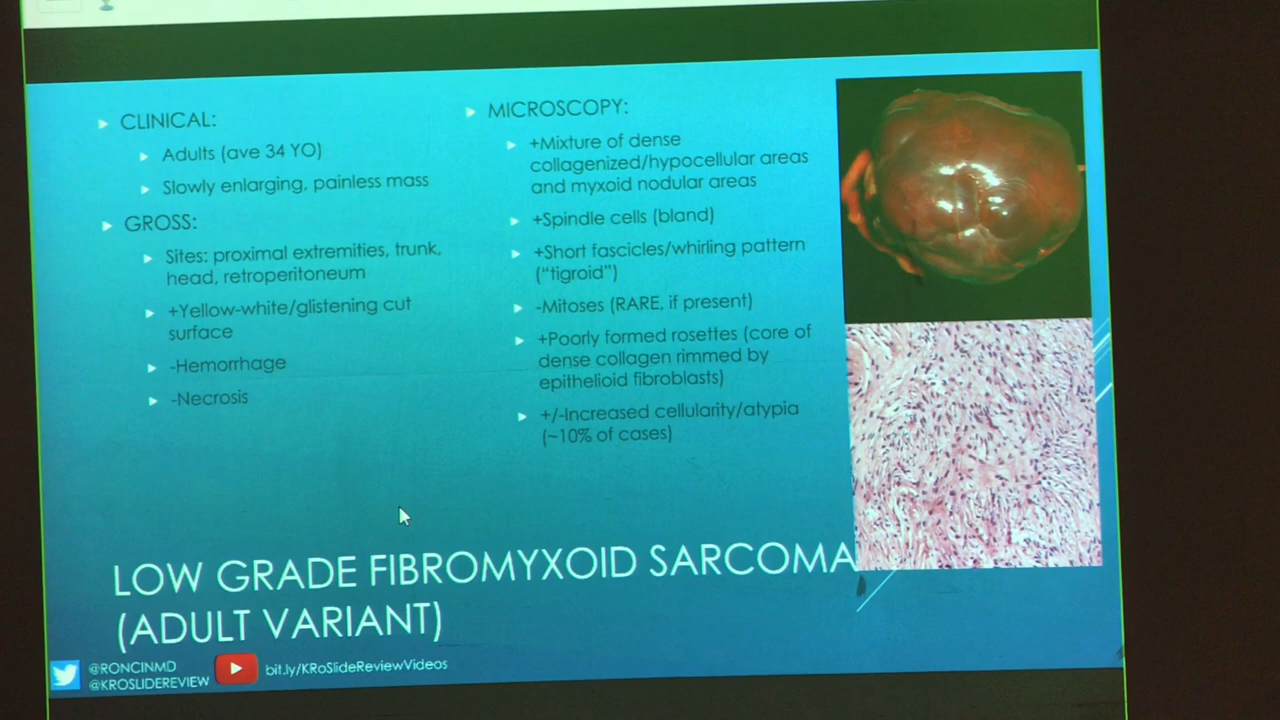 CLINICAL:
Adults (ave 34 YO)
Slowly enlarging, painless mass
GROSS:
Sites: proximal extremities, trunk,
head, retroperitoneum
+Yellow-white/glistening cut
surface
-Hemorrhage
-Necrosis
MICROSCOPY:
+Mixture of dense
collagenized/hypocellular areas
and myxoid nodular areas
+Spindle cells (bland)
+Short fascicles/whirling pattern
("tigroid")
-Mitoses (RARE, if present)
+Poorly formed rosettes (core of
dense collagen rimmed by
epithelioid fibroblasts)
+/-Increased cellularity/atypia
(~10% of cases)
LOW GRADE FIBROMYXOID SARCOMA
(ADULT VARIANT)
@RONCINMD
@KROSLIDEREVIEW
bit.ly/KRoSlideReviewVideos